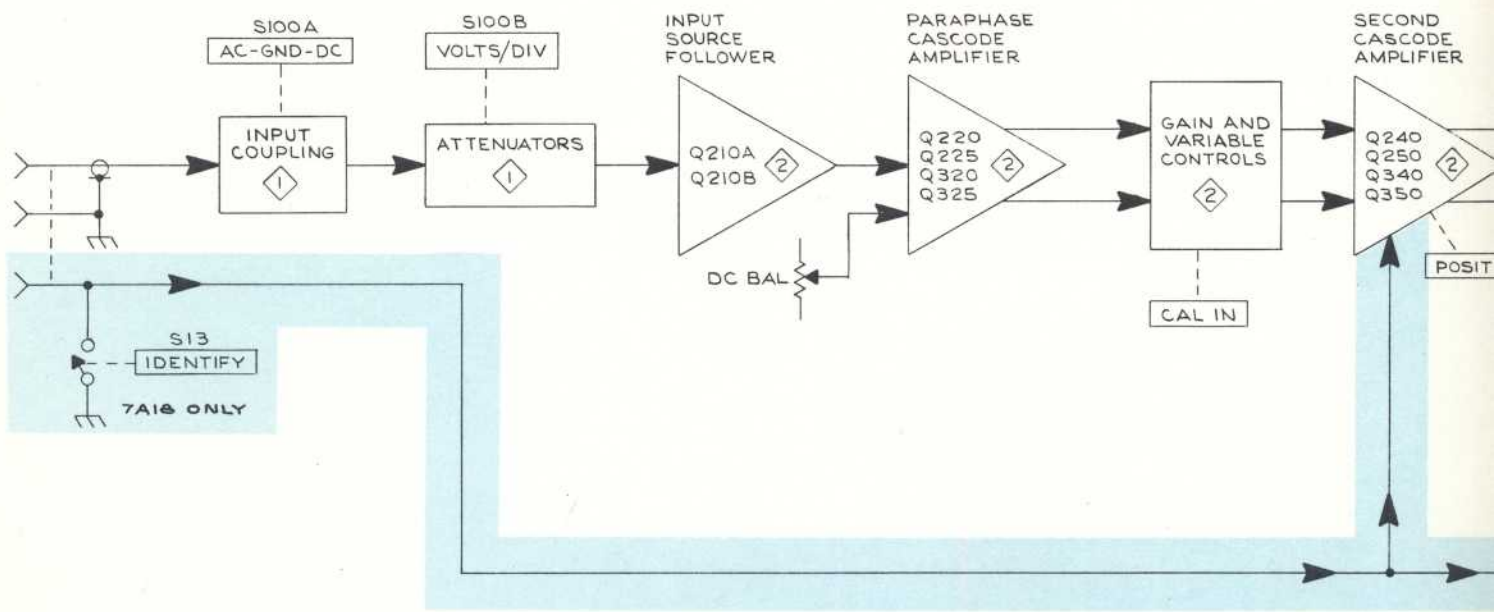 S100A
AC-GND-DC
INPUT
COUPLING
1
S100B
VOLTS/DIV
ATTENUATORS
1
INPUT
SOURCE
FOLLOWER
Q210A
Q210B
2
PARAPHASE
CASCODE
AMPLIFIER
Q220
Q225
Q320
Q325
2
DC BAL
GAIN AND
VARIABLE
CONTROLS
2
CAL IN
SECOND
CASCODE
AMPLIFIER
Q240
Q250
Q340
Q350
2
POSIT
S13
IDENTIFY
7A18 ONLY